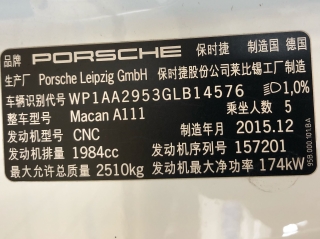 品牌 PORSCHE 保时捷 制造国 德国
生产厂 Porsche Leipzig GmbH 保时捷股份公司莱比锡工厂制造
车辆识别代号 WP1AA2953GLB14576 1,0%
整车型号 Macan A111 乘坐人数 5
发动机型号 CNC 制造年月 2015.12
发动机排量 1984cc 发动机序列号 157201
最大允许总质量 2510kg 发动机最大净功率 174kW
95B 000 101 BA